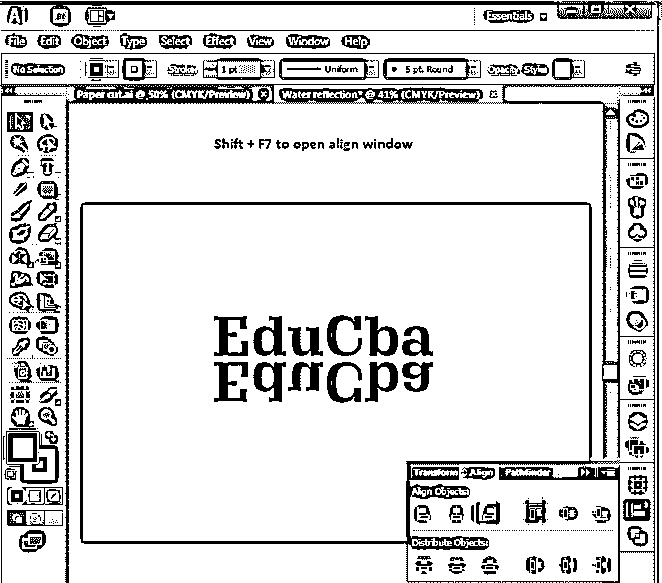 Ai Br Essentials
File Edit Object Type Select Effect View Window Help
No Selection Stroke: 1 pt Uniform 5 pt. Round Opacity Style:
Paper cut.ai @ 50% (CMYK/Preview) Water reflection* @ 41% (CMYK/Preview)
Shift + F7 to open align window
EduCba
EduCba
Transform Align Pathfinder
Align Objects:
Distribute Objects: